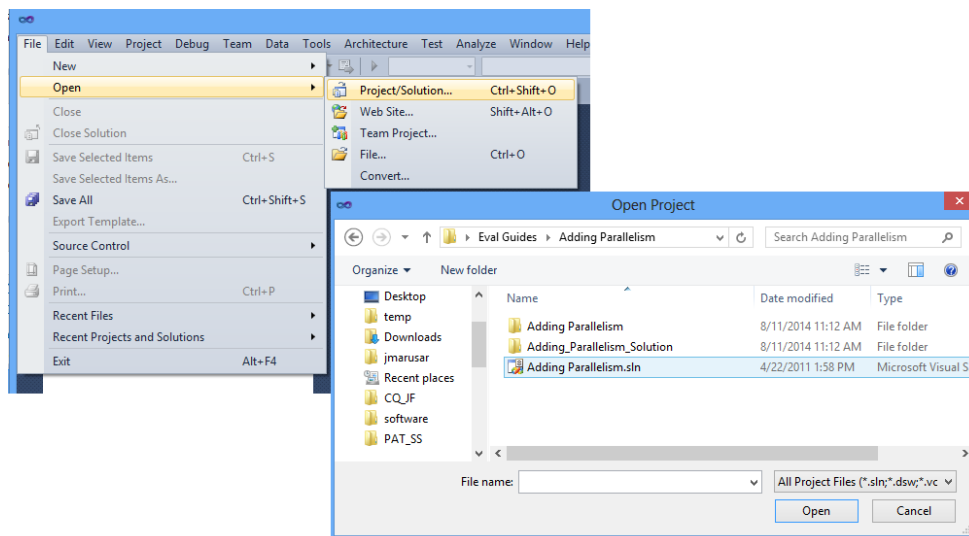 File Edit View Project Debug Team Data Tools Architecture Test Analyze Window Help
New
Open
Close
Close Solution
Save Selected Items Ctrl+S
Save Selected Items As...
Save All Ctrl+Shift+S
Export Template...
Source Control
Page Setup...
Print... Ctrl+P
Recent Files
Recent Projects and Solutions
Exit Alt+F4
Project/Solution... Ctrl+Shift+O
Web Site... Shift+Alt+O
Team Project...
File... Ctrl+O
Convert...
Open Project
Eval Guides Adding Parallelism Search Adding Parallelism
Organize New folder
Desktop
temp
Downloads
jmarusar
Recent places
CQ_JF
software
PAT_SS
Name Date modified Type
Adding Parallelism 8/11/2014 11:12 AM File folder
Adding_Parallelism_Solution 8/11/2014 11:12 AM File folder
Adding Parallelism.sln 4/22/2011 1:58 PM Microsoft Visual S
File name: All Project Files (*.sln;*.dsw;*.vc
Open Cancel